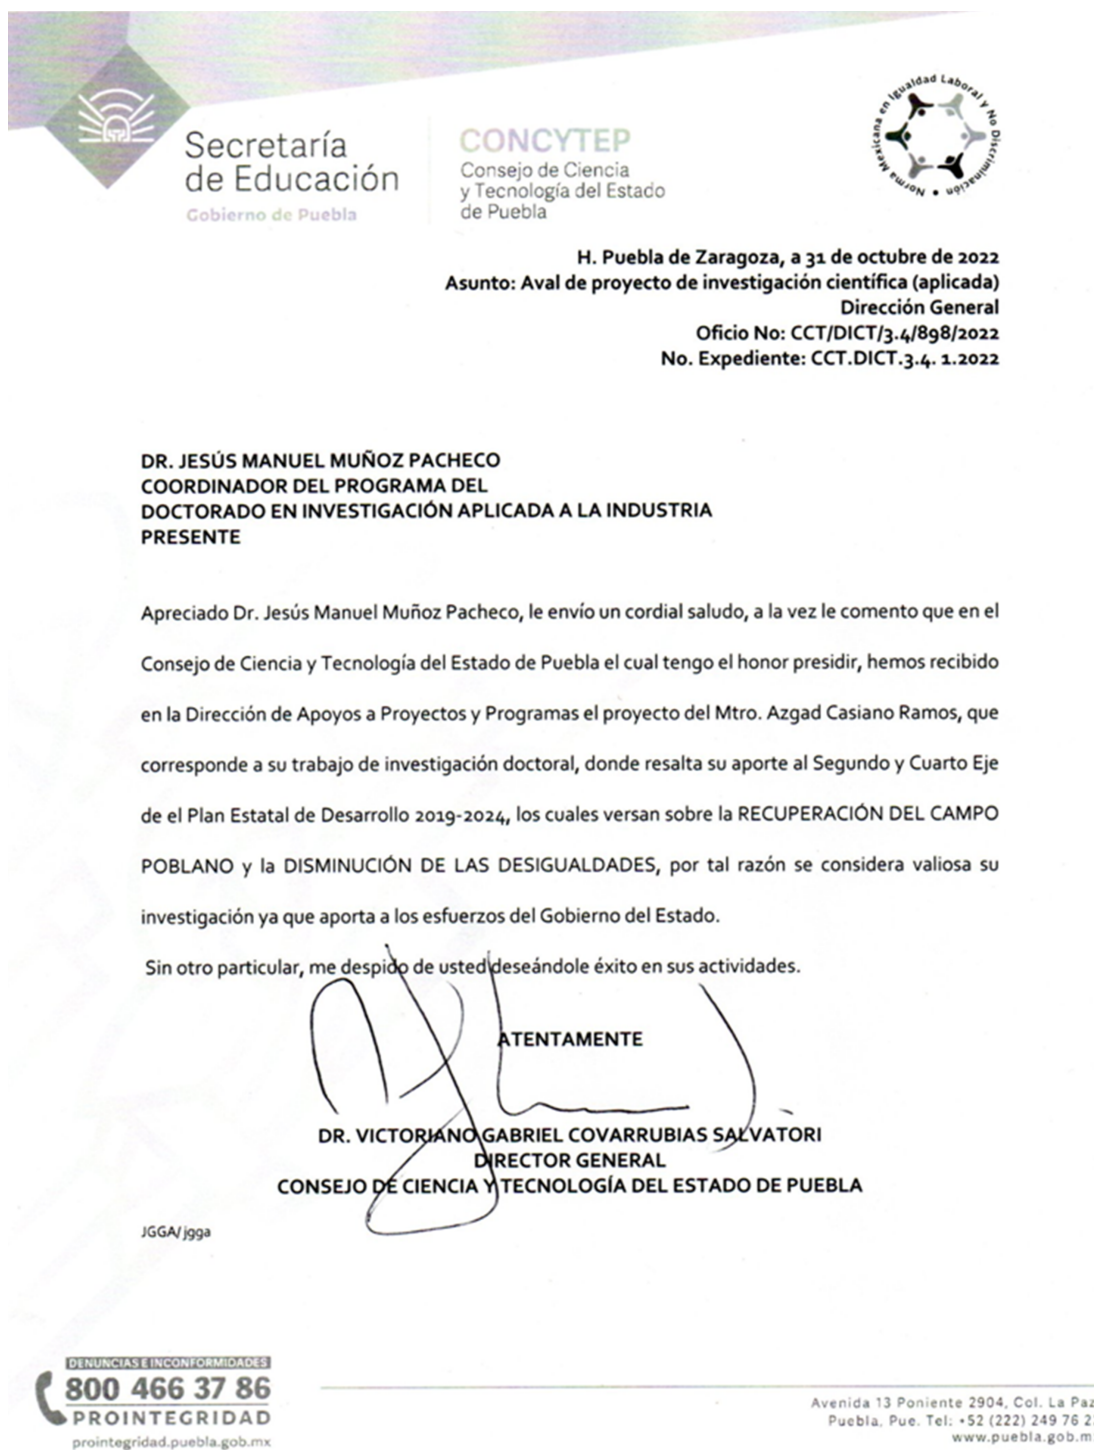 Secretaría
de Educación
Gobierno de Puebla
CONCYTEP
Consejo de Ciencia
y Tecnología del Estado
de Puebla
Norma Mexicana en Igualdad Laboral y No Discriminación
H. Puebla de Zaragoza, a 31 de octubre de 2022
Asunto: Aval de proyecto de investigación científica (aplicada)
Dirección General
Oficio No: CCT/DICT/3.4/898/2022
No. Expediente: CCT.DICT.3.4. 1.2022
DR. JESÚS MANUEL MUÑOZ PACHECO
COORDINADOR DEL PROGRAMA DEL
DOCTORADO EN INVESTIGACIÓN APLICADA A LA INDUSTRIA
PRESENTE
Apreciado Dr. Jesús Manuel Muñoz Pacheco, le envío un cordial saludo, a la vez le comento que en el
Consejo de Ciencia y Tecnología del Estado de Puebla el cual tengo el honor presidir, hemos recibido
en la Dirección de Apoyos a Proyectos y Programas el proyecto del Mtro. Azgad Casiano Ramos, que
corresponde a su trabajo de investigación doctoral, donde resalta su aporte al Segundo y Cuarto Eje
de el Plan Estatal de Desarrollo 2019-2024, los cuales versan sobre la RECUPERACIÓN DEL CAMPO
POBLANO y la DISMINUCIÓN DE LAS DESIGUALDADES, por tal razón se considera valiosa su
investigación ya que aporta a los esfuerzos del Gobierno del Estado.
Sin otro particular, me despido de usted deseándole éxito en sus actividades.
ATENTAMENTE
DR. VICTORIANO GABRIEL COVARRUBIAS SALVATORI
DIRECTOR GENERAL
CONSEJO DE CIENCIA Y TECNOLOGÍA DEL ESTADO DE PUEBLA
JGGA/jgga
DENUNCIAS E INCONFORMIDADES
800 466 37 86
PROINTEGRIDAD
prointegridad.puebla.gob.mx
Avenida 13 Poniente 2904, Col. La Paz
Puebla, Pue. Tel: +52 (222) 249 76 2
www.puebla.gob.m